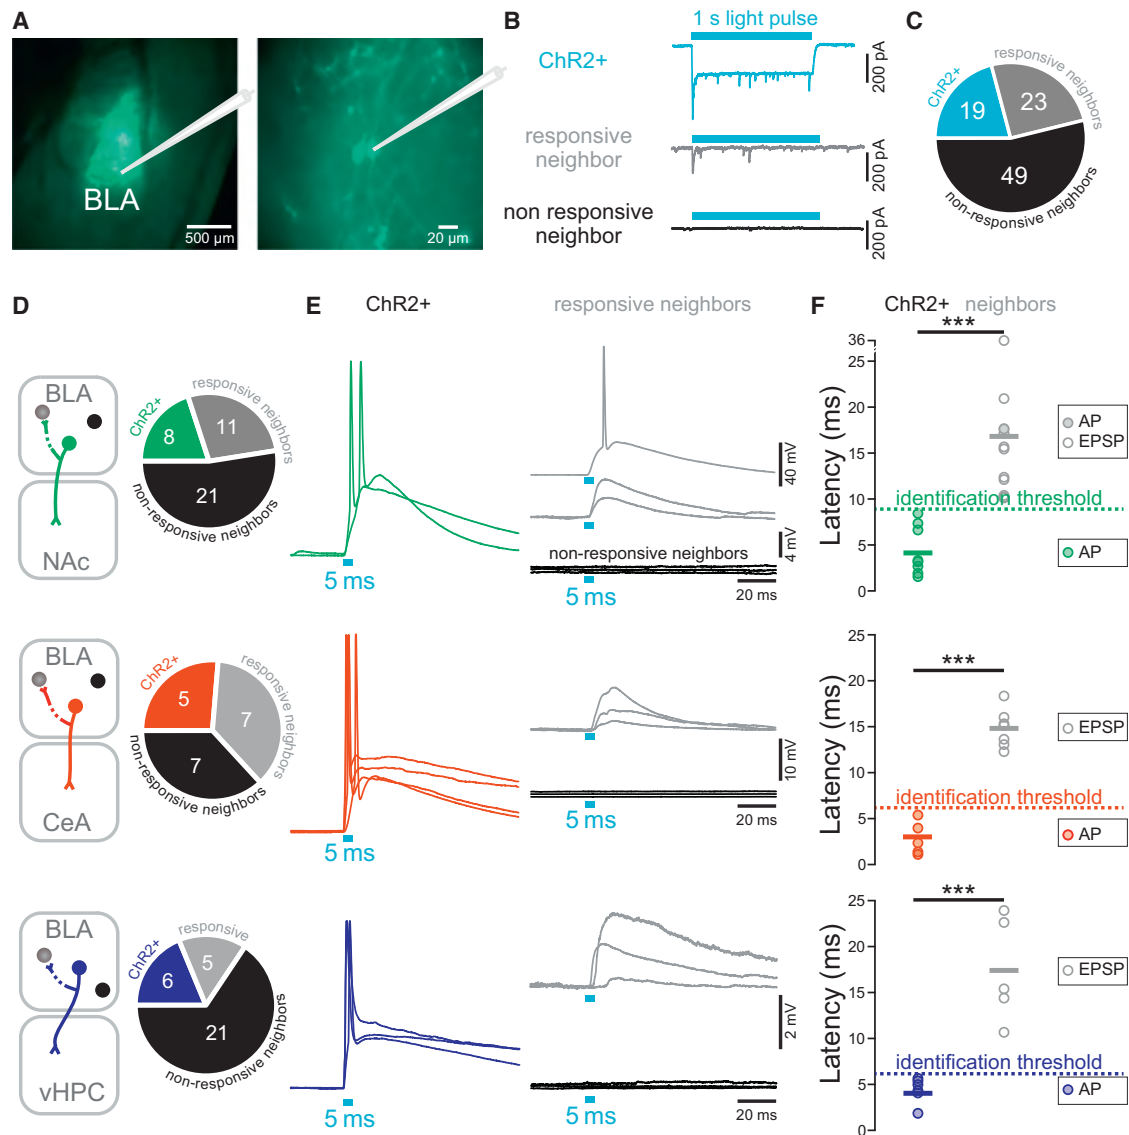 A
BLA
500 µm
20 µm
B
1 s light pulse
ChR2+
200 pA
responsive
neighbor
200 pA
non responsive
neighbor
200 pA
C
ChR2+
responsive neighbors
19
23
49
non-responsive neighbors
D
BLA
NAc
ChR2+
responsive neighbors
8
11
21
non-responsive neighbors
BLA
CeA
ChR2+
responsive neighbors
5
7
7
non-responsive neighbors
BLA
vHPC
ChR2+
responsive
6
5
21
non-responsive neighbors
E
ChR2+
responsive neighbors
40 mV
4 mV
non-responsive neighbors
5 ms
5 ms
20 ms
10 mV
5 ms
5 ms
20 ms
2 mV
5 ms
5 ms
20 ms
F
ChR2+ neighbors
***
36
25
20
15
10
5
0
Latency (ms)
AP
EPSP
identification threshold
AP
***
25
20
15
10
5
0
Latency (ms)
EPSP
identification threshold
AP
***
25
20
15
10
5
0
Latency (ms)
EPSP
identification threshold
AP